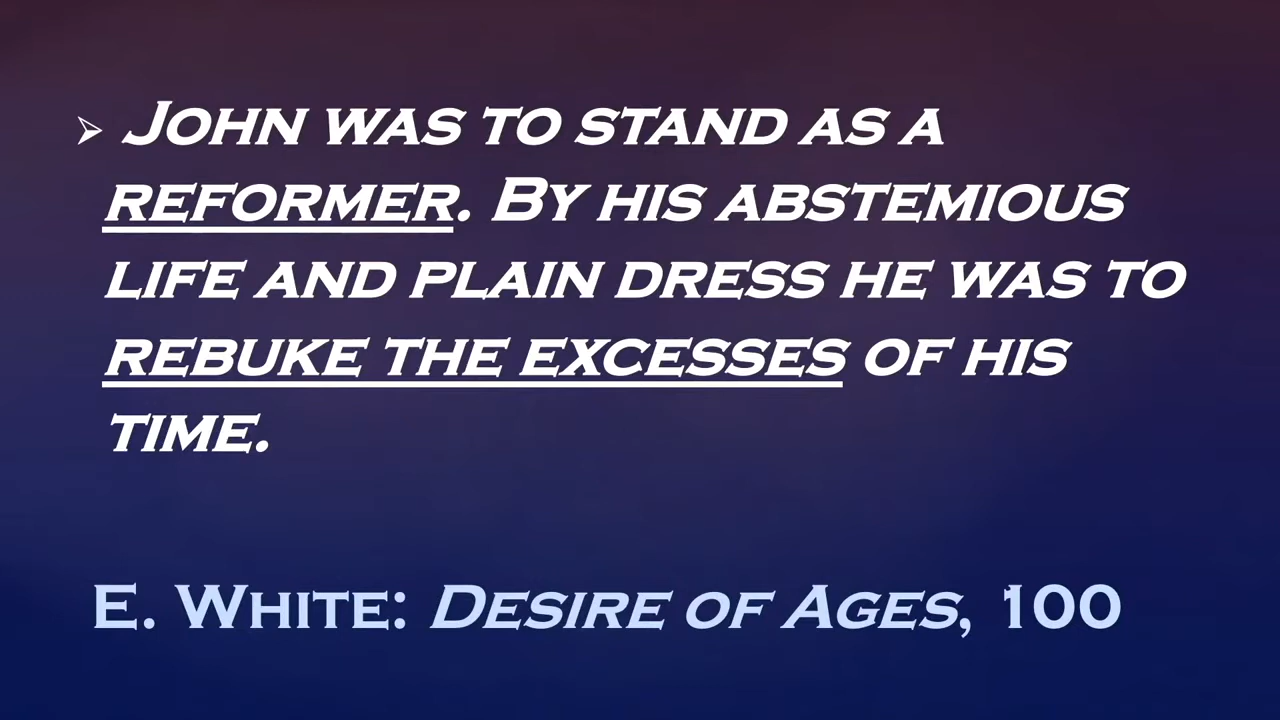 ➢ John was to stand as a
reformer. By his abstemious
life and plain dress he was to
rebuke the excesses of his
time.
E. White: Desire of Ages, 100